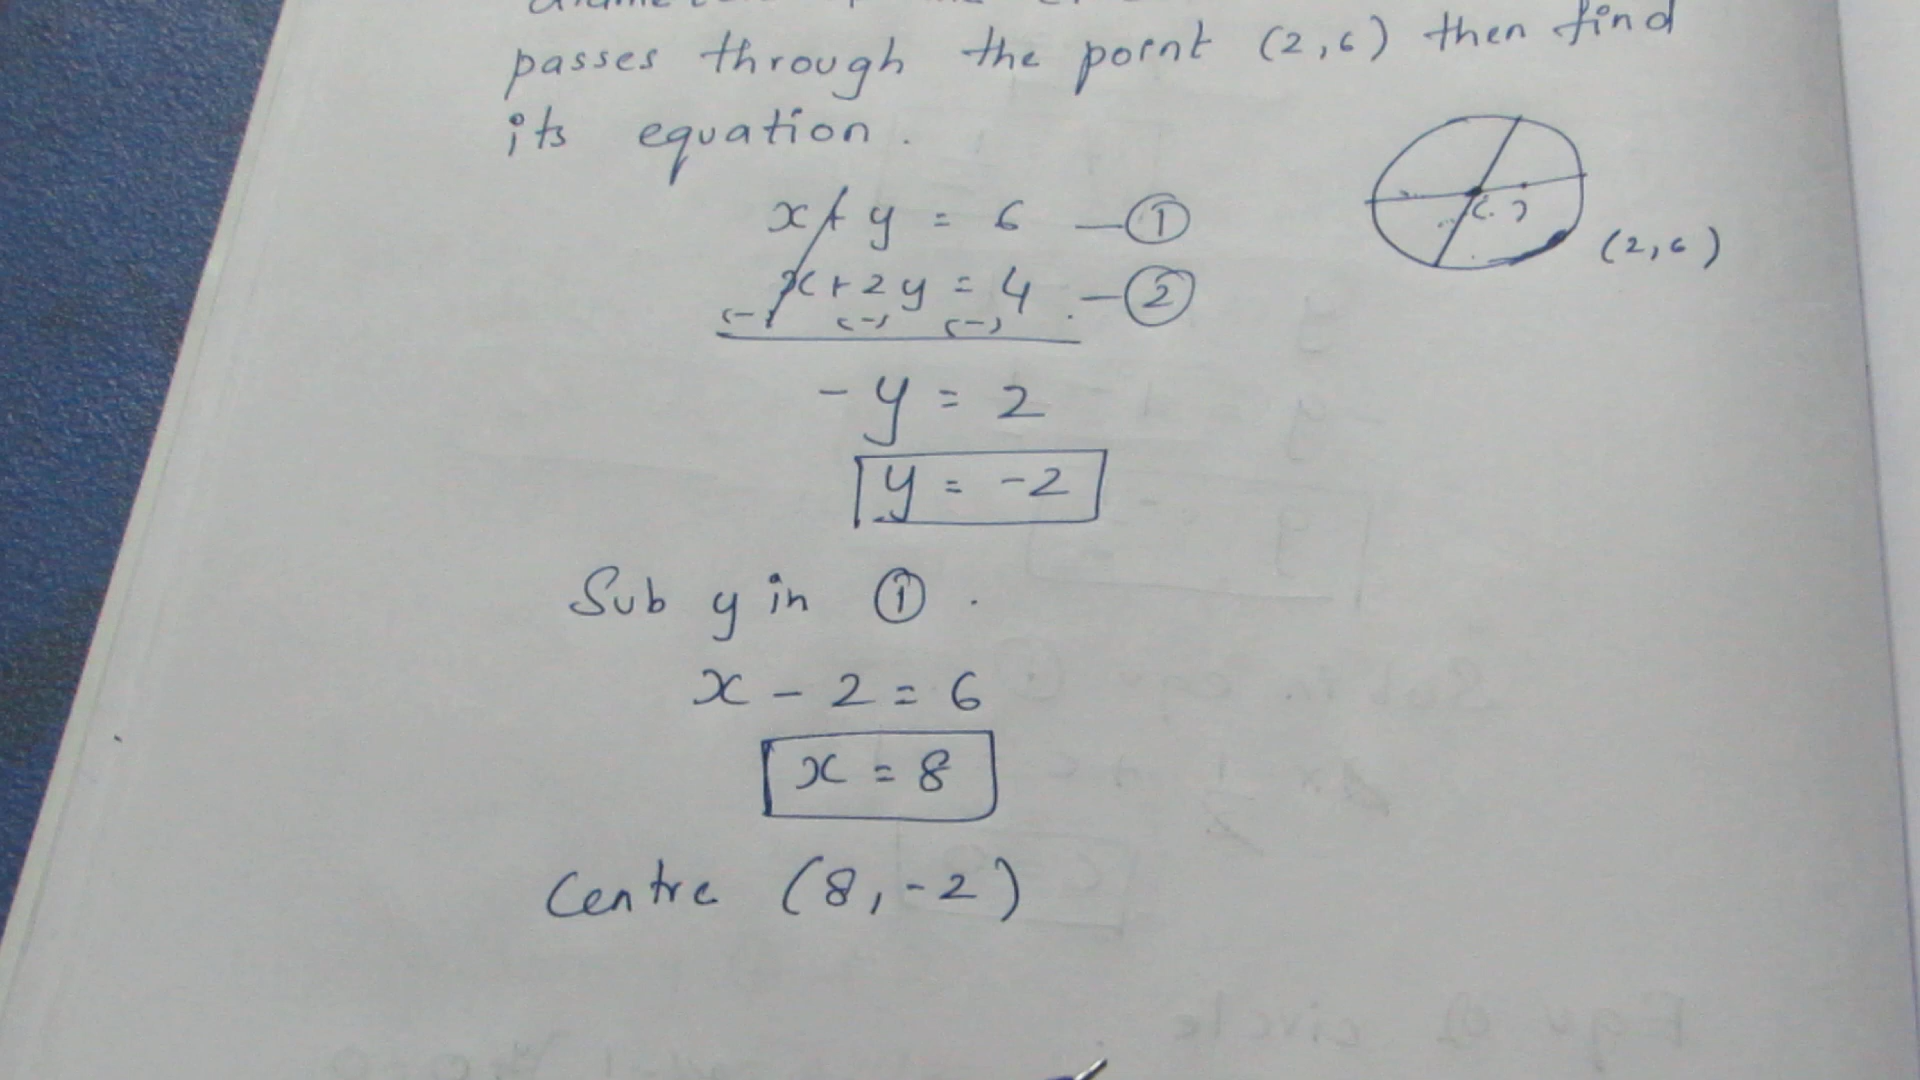 passes through the point (2,6) then find
its equation.
x + y = 6 — ①
x + 2y = 4 . — ②
(-) (-) (-)
(2,6)
- y = 2
y = -2
Sub y in ① .
x - 2 = 6
x = 8
Centre (8, -2)